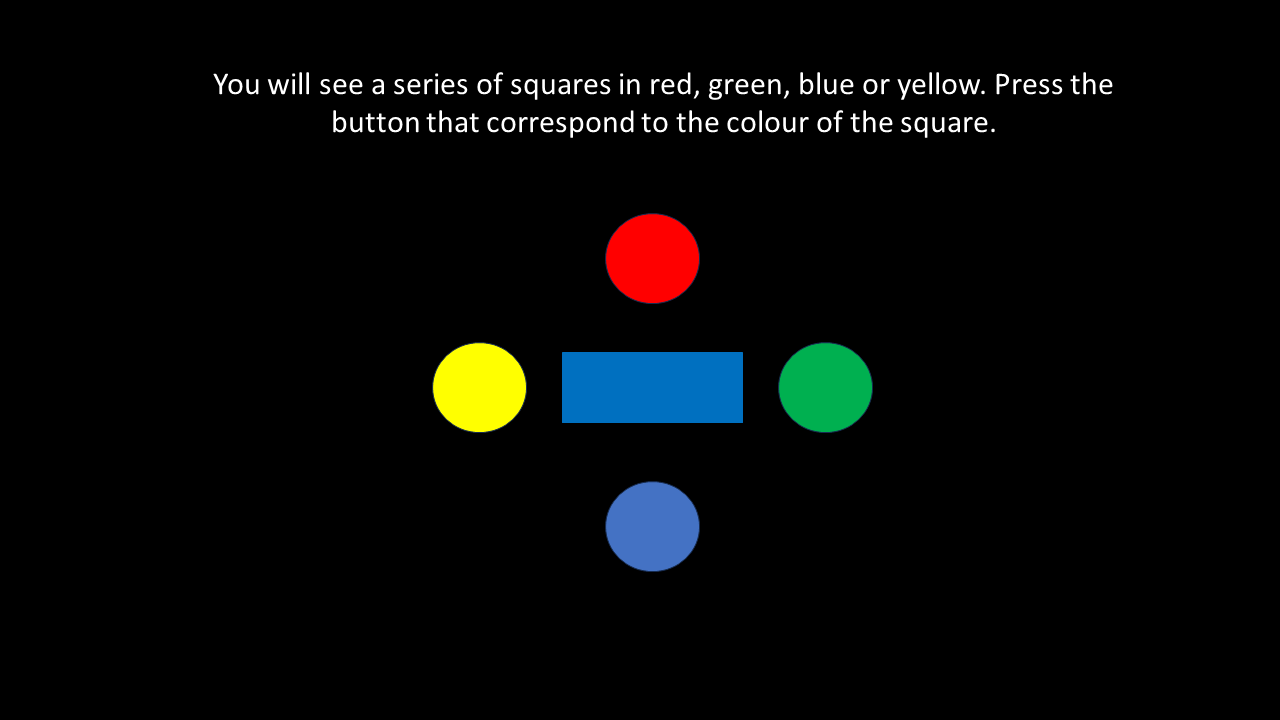 You will see a series of squares in red, green, blue or yellow. Press the
button that correspond to the colour of the square.